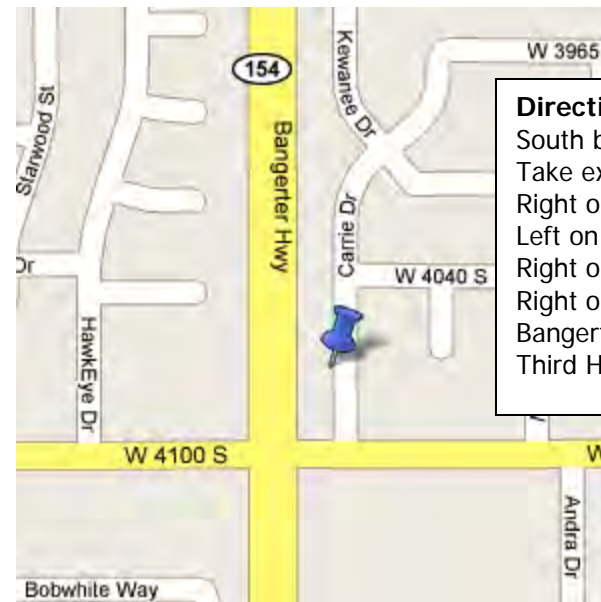 W 3965
154
Kewanee Dr
Starwood St
Bangerter Hwy
Carrie Dr
Dr
W 4040 S
HawkEye Dr
W 4100 S
W
Andra Dr
Bobwhite Way
Directi
South b
Take ex
Right o
Left on
Right o
Right o
Bangert
Third H